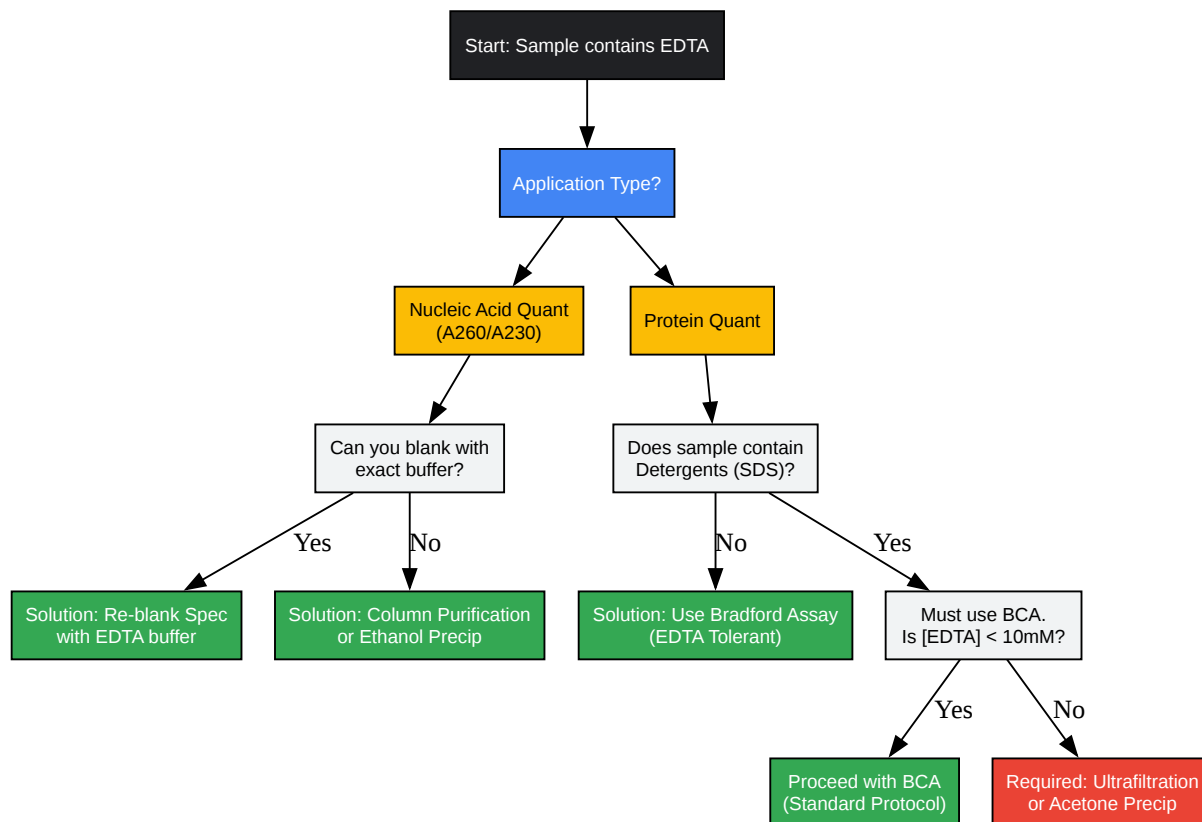 Start: Sample contains EDTA
Application Type?
Nucleic Acid Quant
(A260/A230)
Protein Quant
Can you blank with
exact buffer?
Does sample contain
Detergents (SDS)?
Yes
No
No
Yes
Solution: Re-blank Spec
with EDTA buffer
Solution: Column Purification
or Ethanol Precip
Solution: Use Bradford Assay
(EDTA Tolerant)
Must use BCA.
Is [EDTA] < 10mM?
Yes
No
Proceed with BCA
(Standard Protocol)
Required: Ultrafiltration
or Acetone Precip